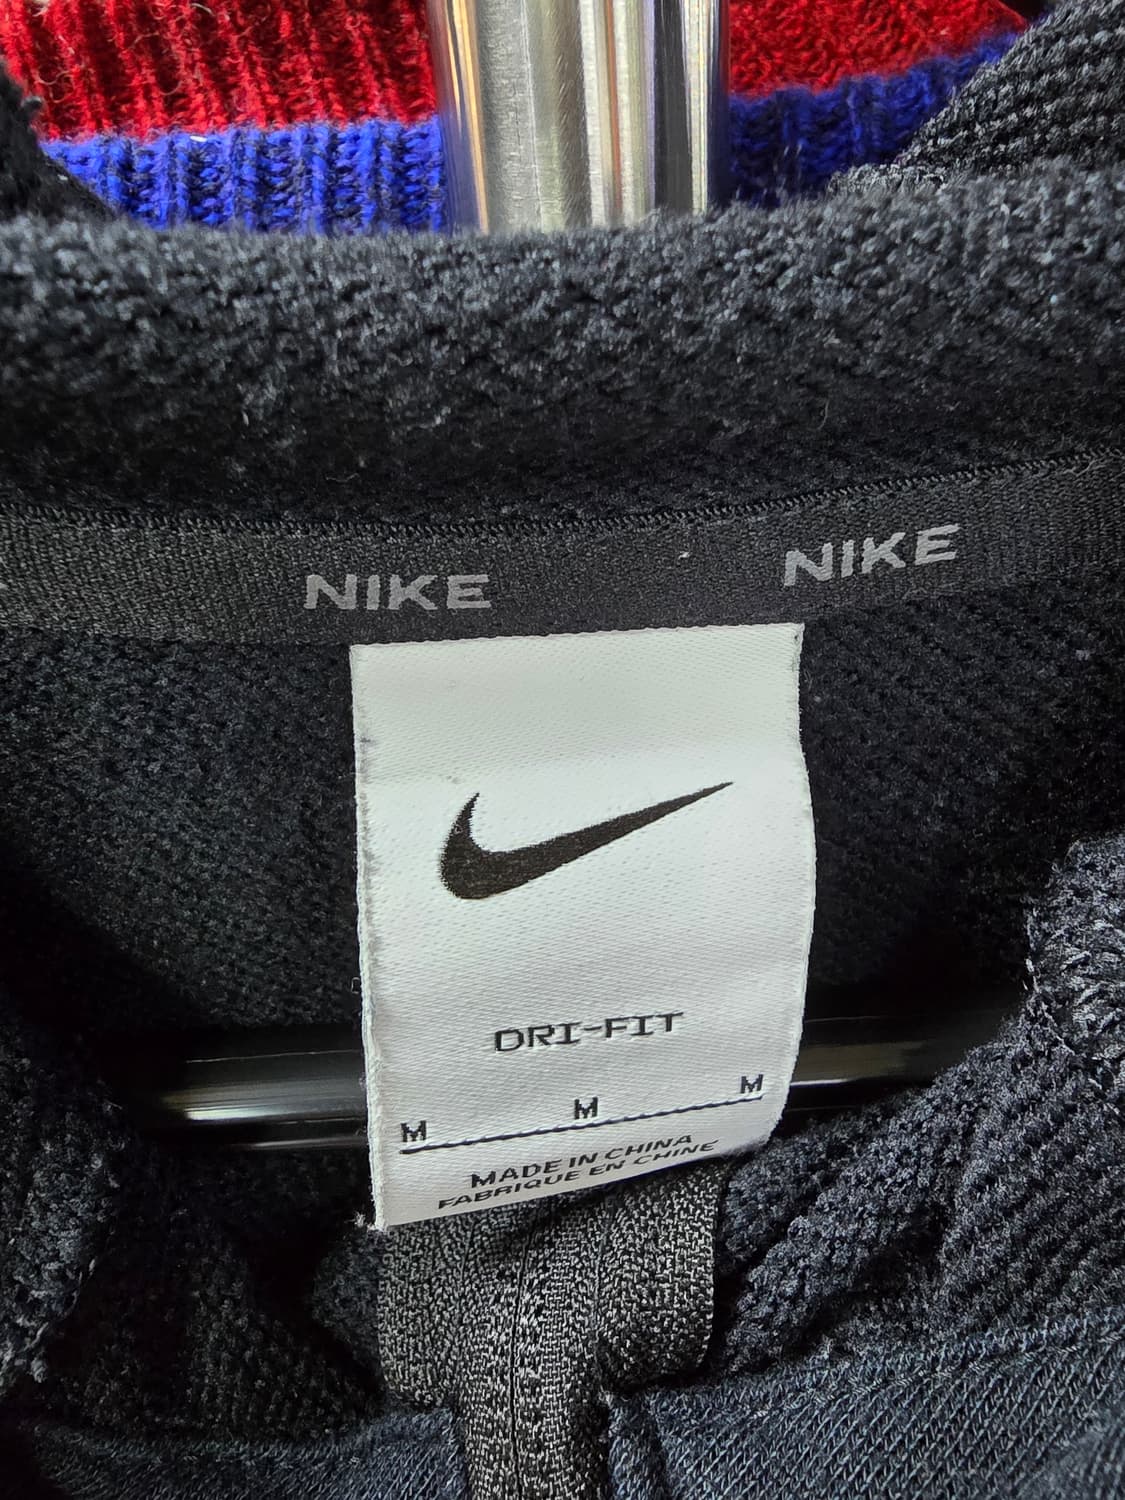 NIKE NIKE
DRI-FIT
M M M
MADE IN CHINA
FABRIQUE EN CHINE